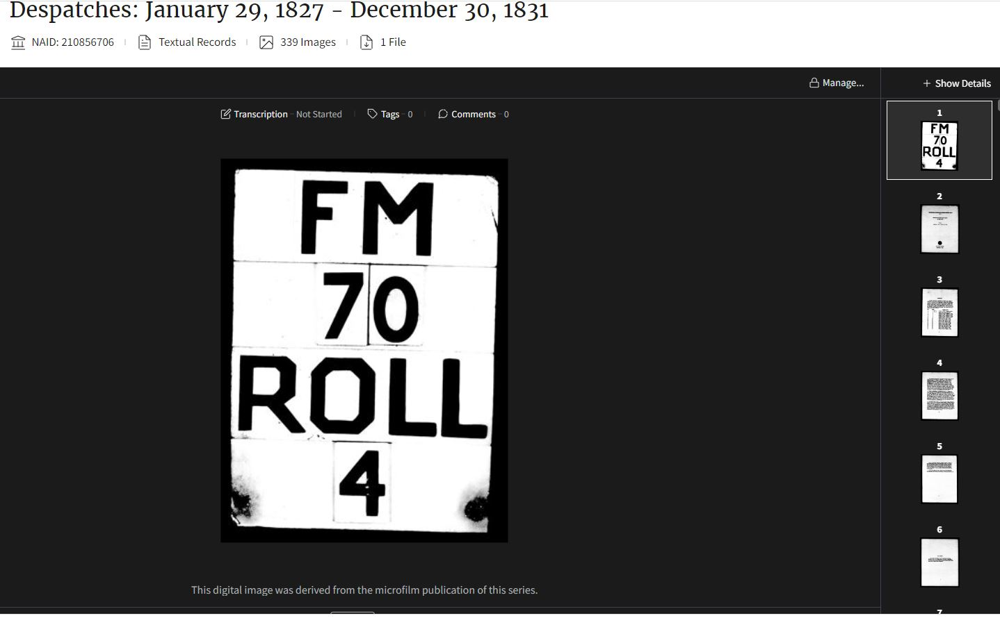 Despatches: January 29, 1827 - December 30, 1831
NAID: 210856706
Textual Records
339 Images
1 File
Manage...
+ Show Details
Transcription - Not Started
Tags - 0
Comments - 0
FM
70
ROLL
4
This digital image was derived from the microfilm publication of this series.
1
FM
70
ROLL
4
2
3
4
5
6
7